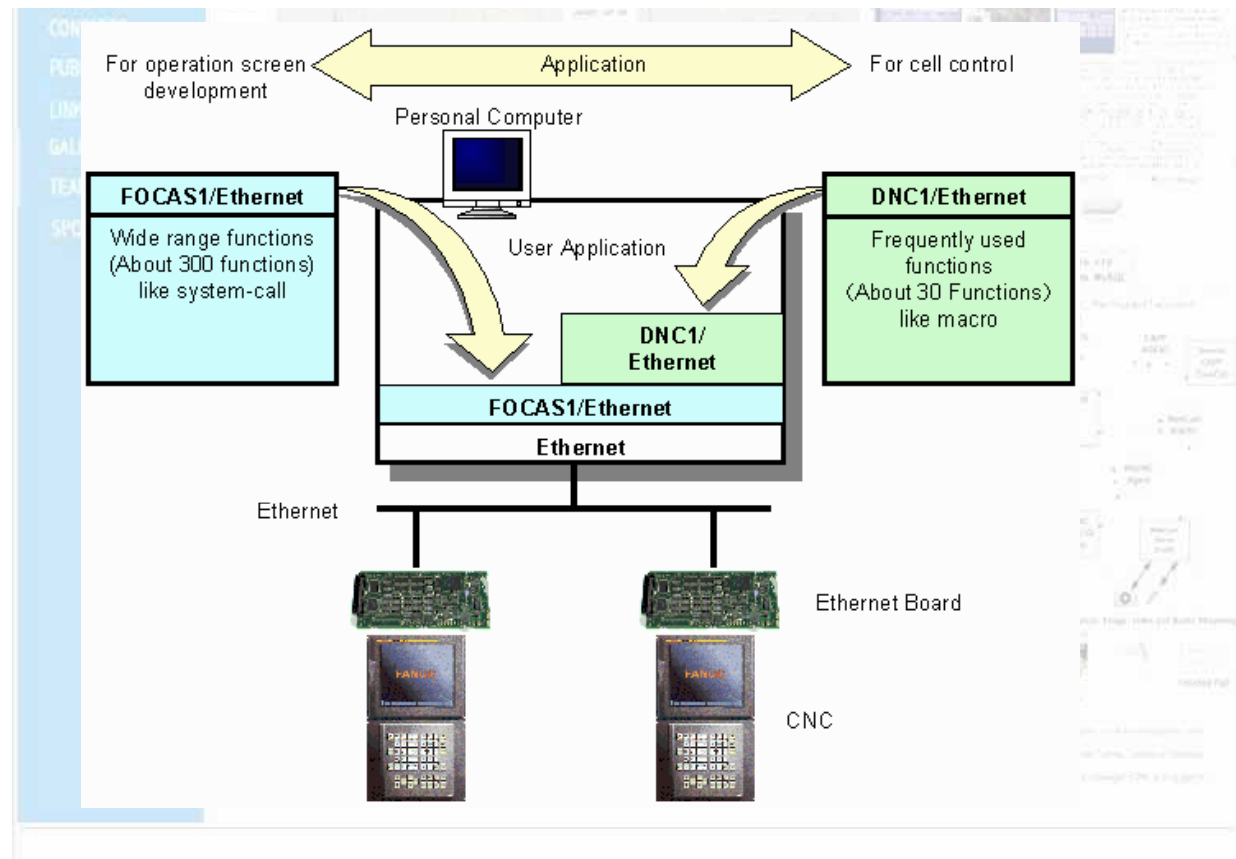 For operation screen
development
Application
For cell control
Personal Computer
FOCAS1/Ethernet
Wide range functions
(About 300 functions)
like system-call
User Application
DNC1/Ethernet
Frequently used
functions
(About 30 Functions)
like macro
DNC1/
Ethernet
FOCAS1/Ethernet
Ethernet
Ethernet
Ethernet Board
FANUC
FANUC
CNC